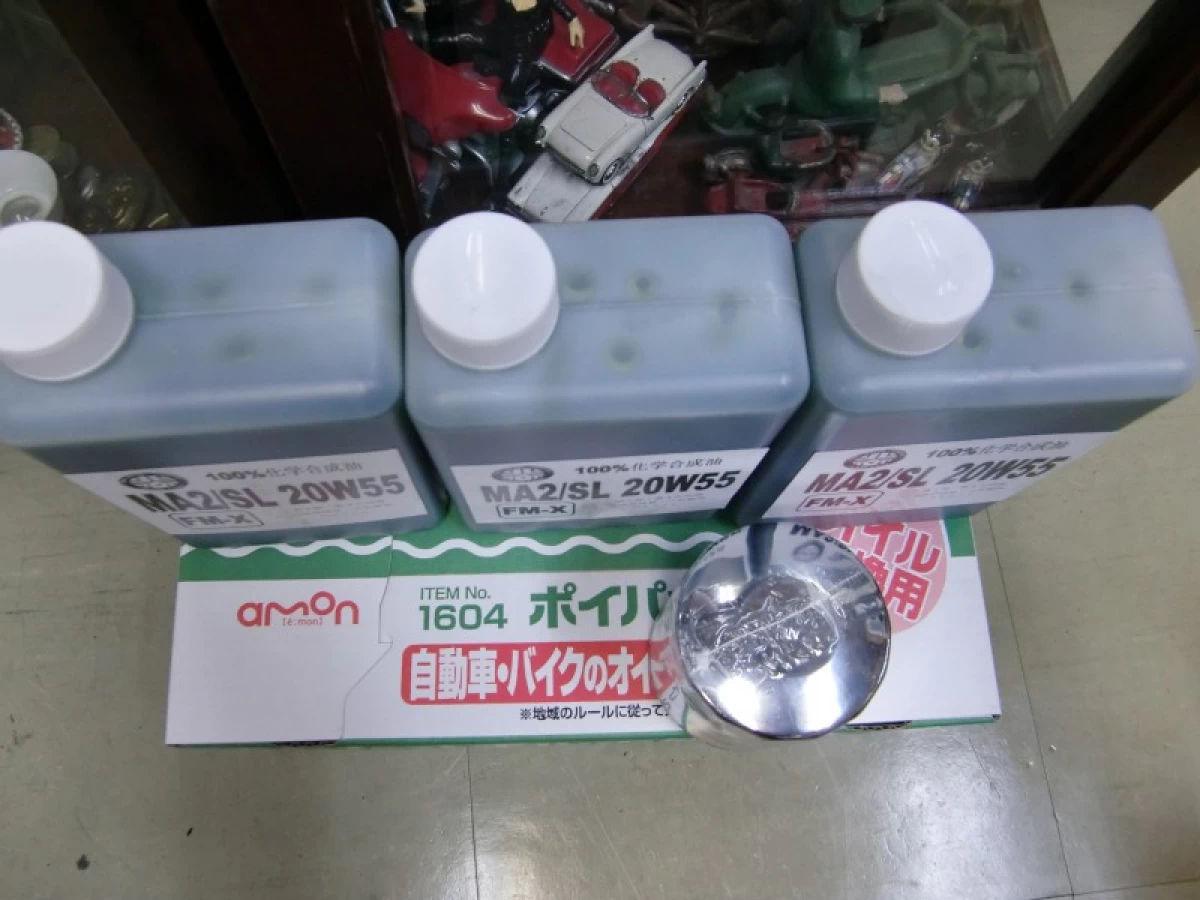 100%化学合成油
MA2/SL 20W55
FM-X
100%化学合成油
MA2/SL 20W55
FM-X
100%化学合成油
MA2/SL 20W55
FM-X
amon
[é:mon]
ITEM No.
1604
ポイパ
オイル
換用
自動車・バイクのオイ
※地域のルールに従って